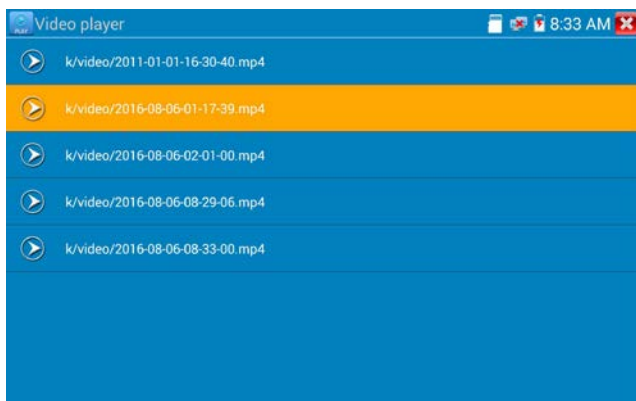 PLAY
Video player
8:33 AM
k/video/2011-01-01-16-30-40.mp4
k/video/2016-08-06-01-17-39.mp4
k/video/2016-08-06-02-01-00.mp4
k/video/2016-08-06-08-29-06.mp4
k/video/2016-08-06-08-33-00.mp4